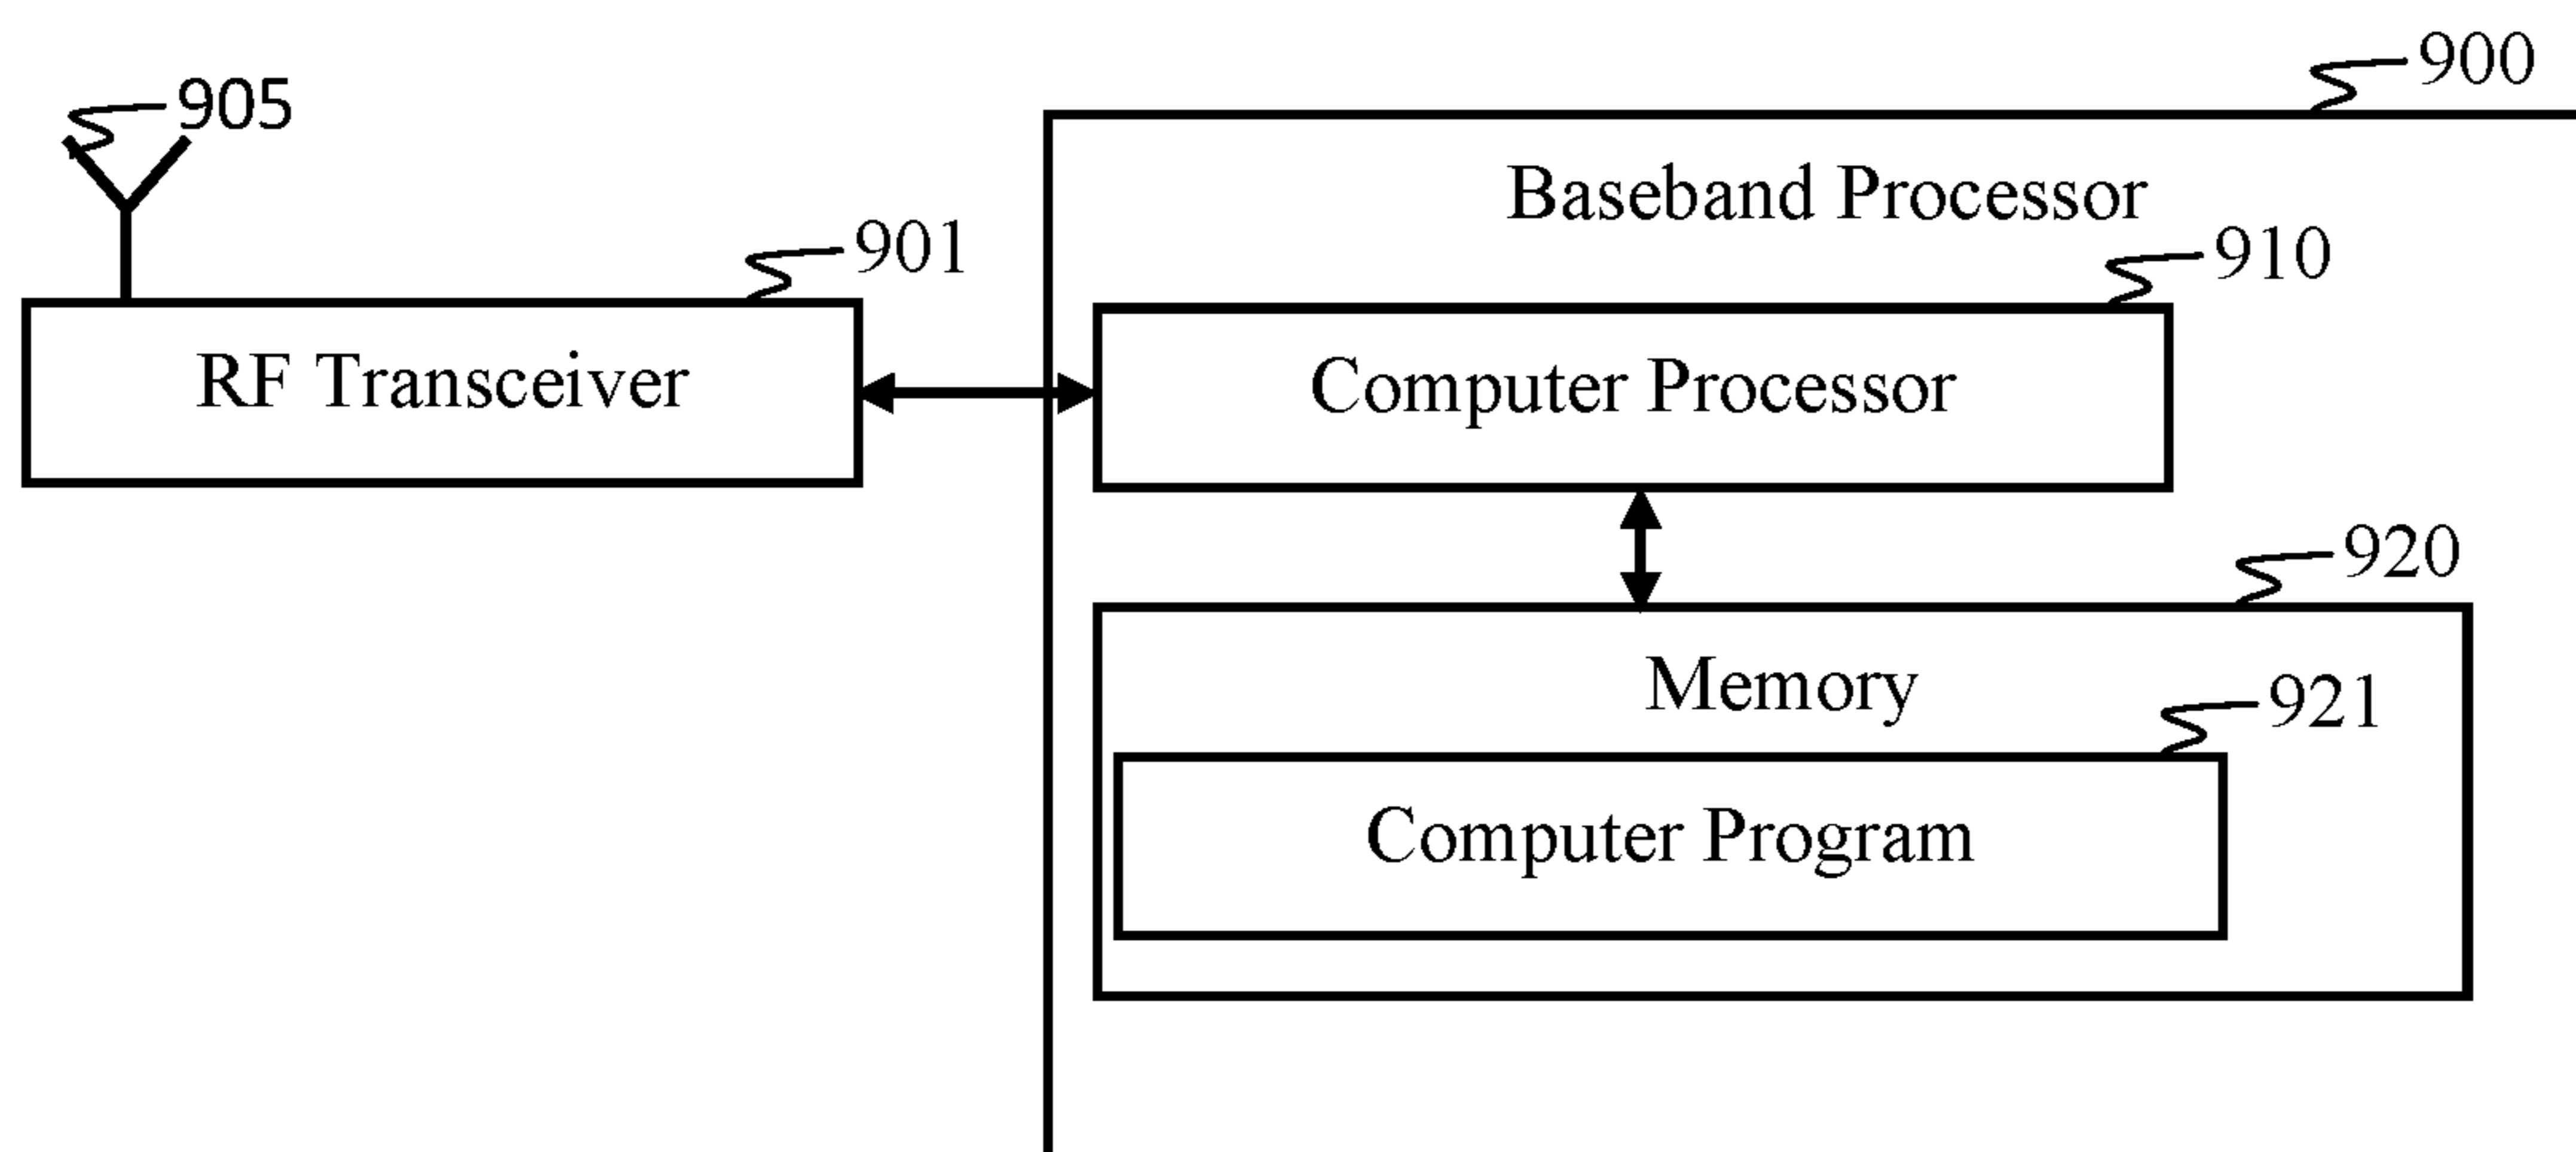 900
905
Baseband Processor
901
910
RF Transceiver
Computer Processor
920
Memory
921
Computer Program